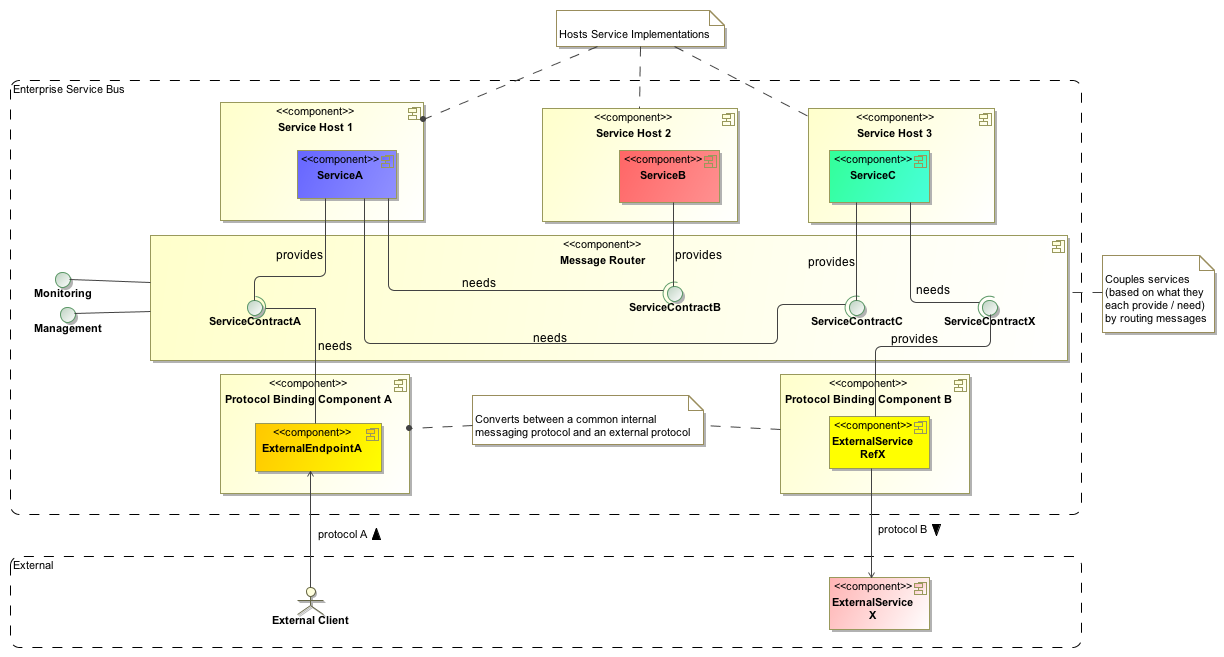 Hosts Service Implementations
Enterprise Service Bus
<<component>>
Service Host 1
<<component>>
ServiceA
<<component>>
Service Host 2
<<component>>
ServiceB
<<component>>
Service Host 3
<<component>>
ServiceC
<<component>>
Message Router
provides
provides
provides
needs
needs
needs
needs
provides
Monitoring
Management
ServiceContractA
ServiceContractB
ServiceContractC
ServiceContractX
Couples services
(based on what they
each provide / need)
by routing messages
<<component>>
Protocol Binding Component A
<<component>>
ExternalEndpointA
Converts between a common internal
messaging protocol and an external protocol
<<component>>
Protocol Binding Component B
<<component>>
ExternalService
RefX
protocol A
protocol B
External
External Client
<<component>>
ExternalService
X